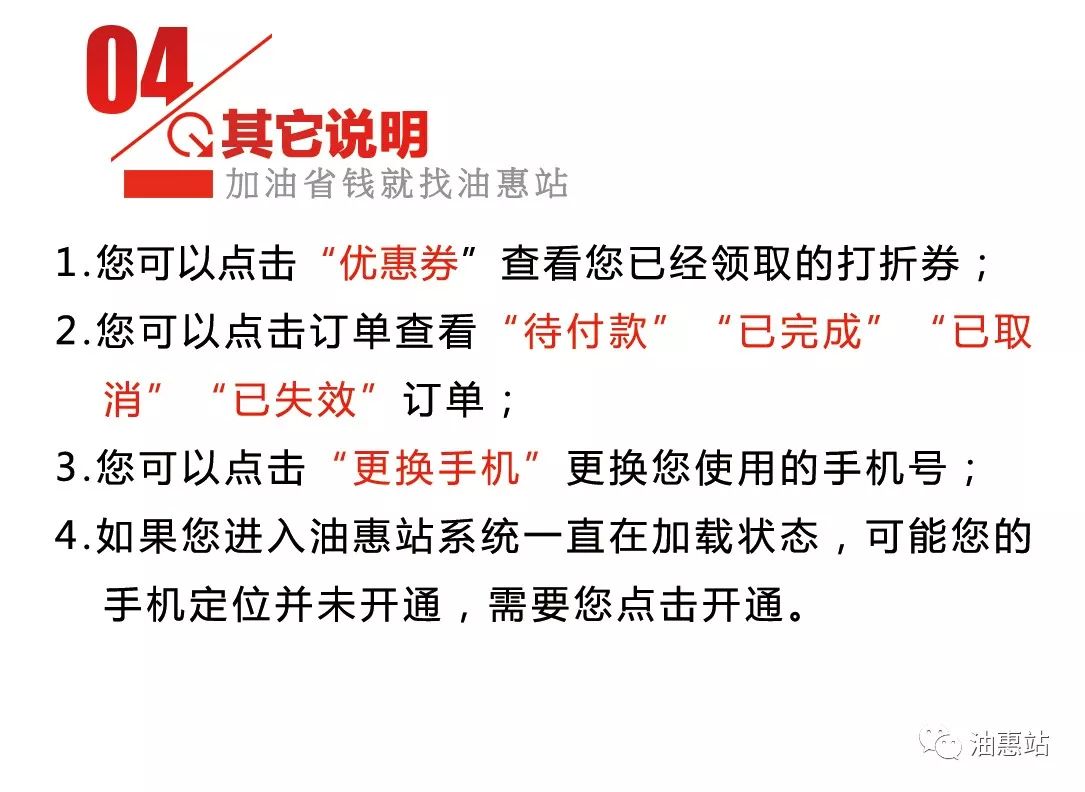 04
其它说明
加油省钱就找油惠站
1.您可以点击“优惠券”查看您已经领取的打折券；
2.您可以点击订单查看“待付款”“已完成”“已取
消”“已失效”订单；
3.您可以点击“更换手机”更换您使用的手机号；
4.如果您进入油惠站系统一直在加载状态，可能您的
手机定位并未开通，需要您点击开通。
油惠站